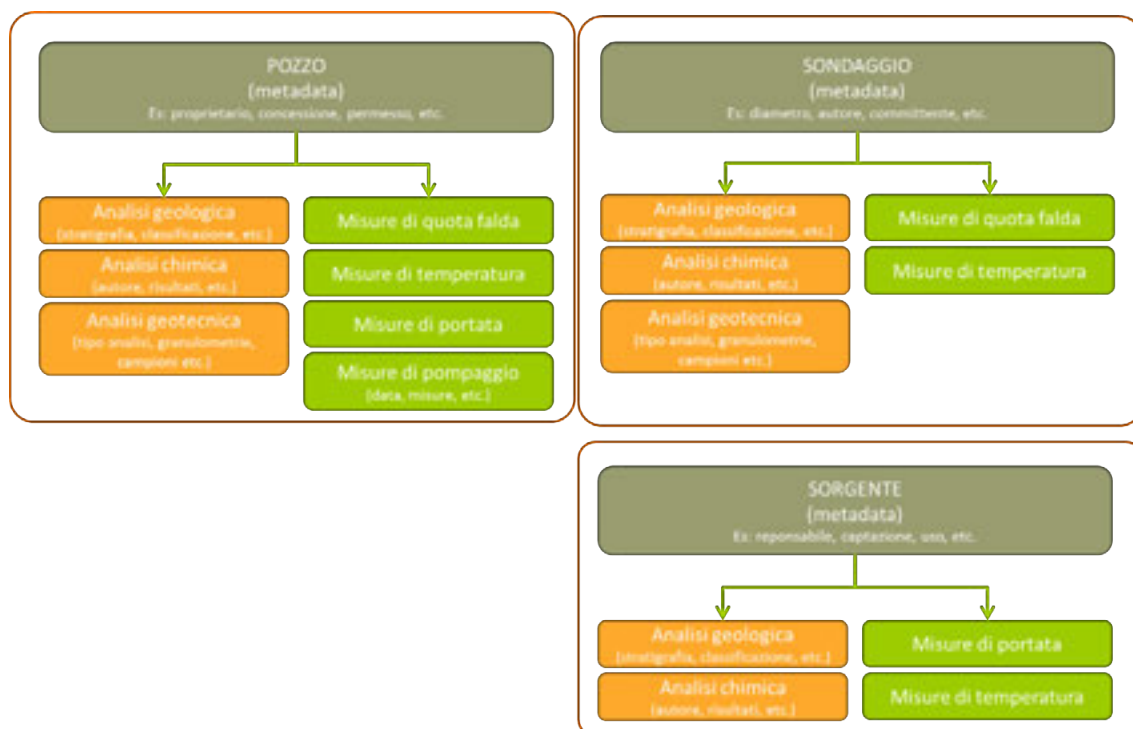 POZZO
(metadata)
Es: proprietario, concessione, permesso, etc.
Analisi geologica
(stratigrafia, classificazione, etc.)
Analisi chimica
(autore, risultati, etc.)
Analisi geotecnica
(tipo analisi, granulometrie,
campioni etc.)
Misure di quota falda
Misure di temperatura
Misure di portata
Misure di pompaggio
(data, misure, etc.)
SONDAGGIO
(metadata)
Es: diametro, autore, committente, etc.
Analisi geologica
(stratigrafia, classificazione, etc.)
Analisi chimica
(autore, risultati, etc.)
Analisi geotecnica
(tipo analisi, granulometrie,
campioni etc.)
Misure di quota falda
Misure di temperatura
SORGENTE
(metadata)
Es: reponsabile, captazione, uso, etc.
Analisi geologica
(stratigrafia, classificazione, etc.)
Analisi chimica
(autore, risultati, etc.)
Misure di portata
Misure di temperatura